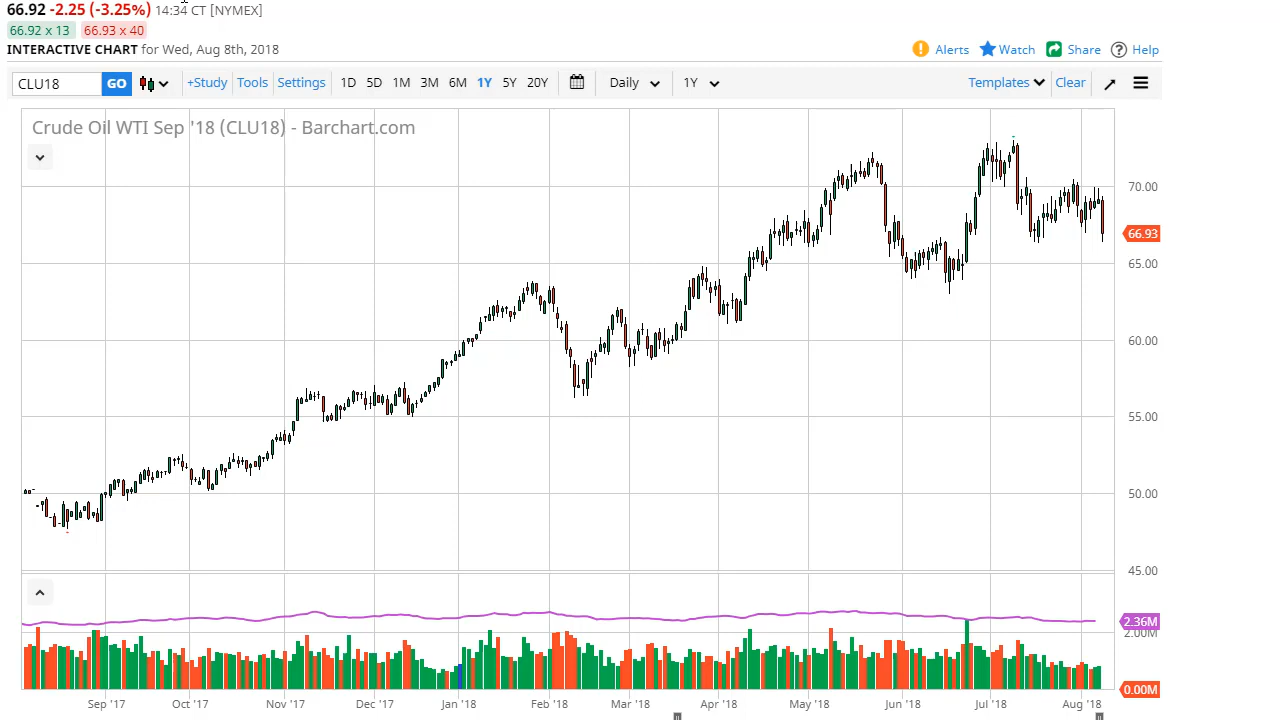 66.92 -2.25 (-3.25%) 14:34 CT [NYMEX]
66.92 x 13 66.93 x 40
INTERACTIVE CHART for Wed, Aug 8th, 2018
Alerts Watch Share Help
CLU18 GO +Study Tools Settings 1D 5D 1M 3M 6M 1Y 5Y 20Y Daily 1Y Templates Clear
Crude Oil WTI Sep '18 (CLU18) - Barchart.com
70.00
66.93
65.00
60.00
55.00
50.00
45.00
2.36M
2.00M
0.00M
Sep '17 Oct '17 Nov '17 Dec '17 Jan '18 Feb '18 Mar '18 Apr '18 May '18 Jun '18 Jul '18 Aug '18